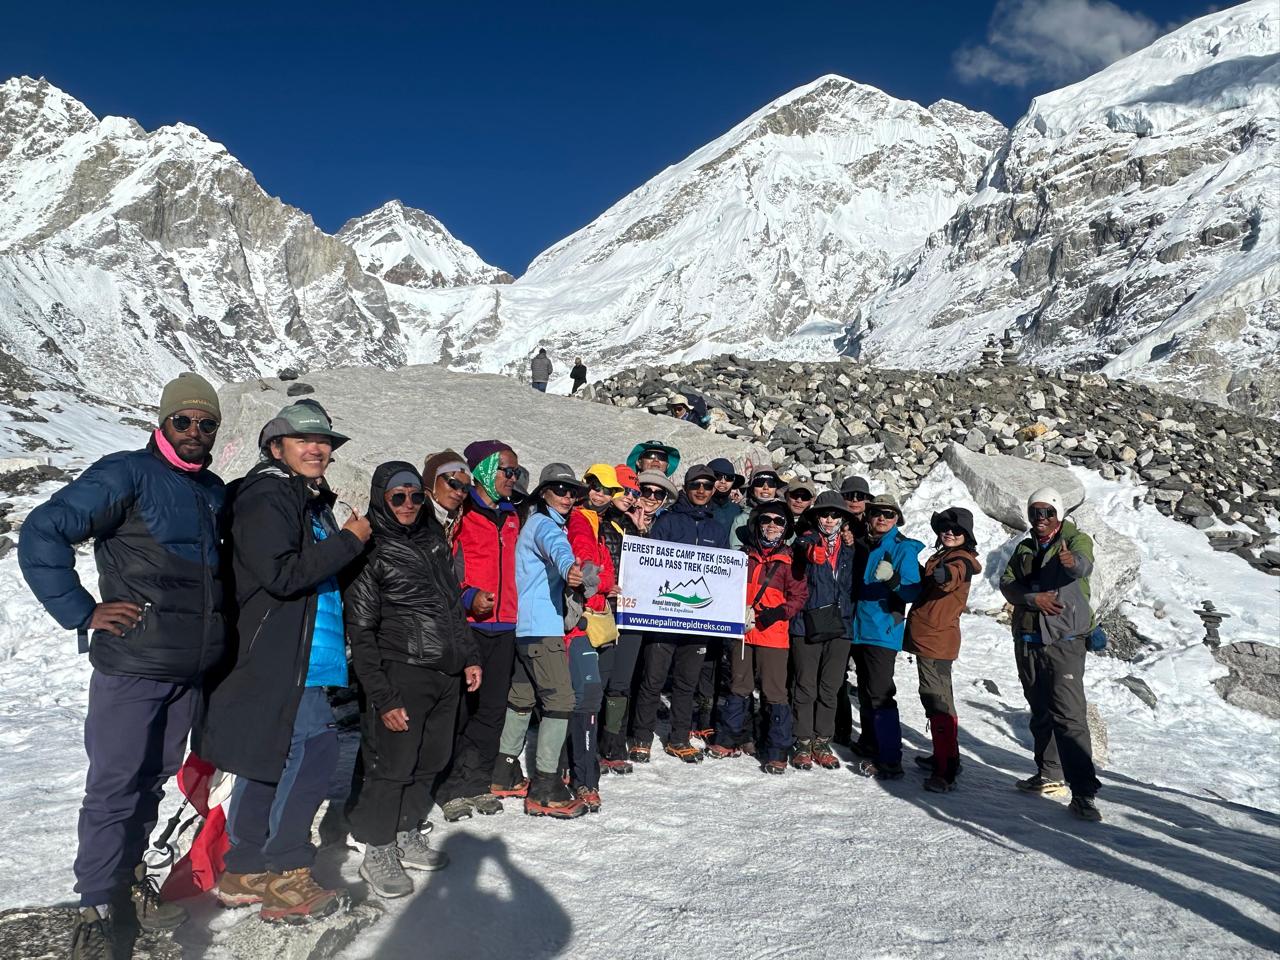 EVEREST BASE CAMP TREK (5364m.)
CHOLA PASS TREK (5420m.)
Nepal Intrepid
Treks & Expedition
2025
www.nepalintrepidtreks.com